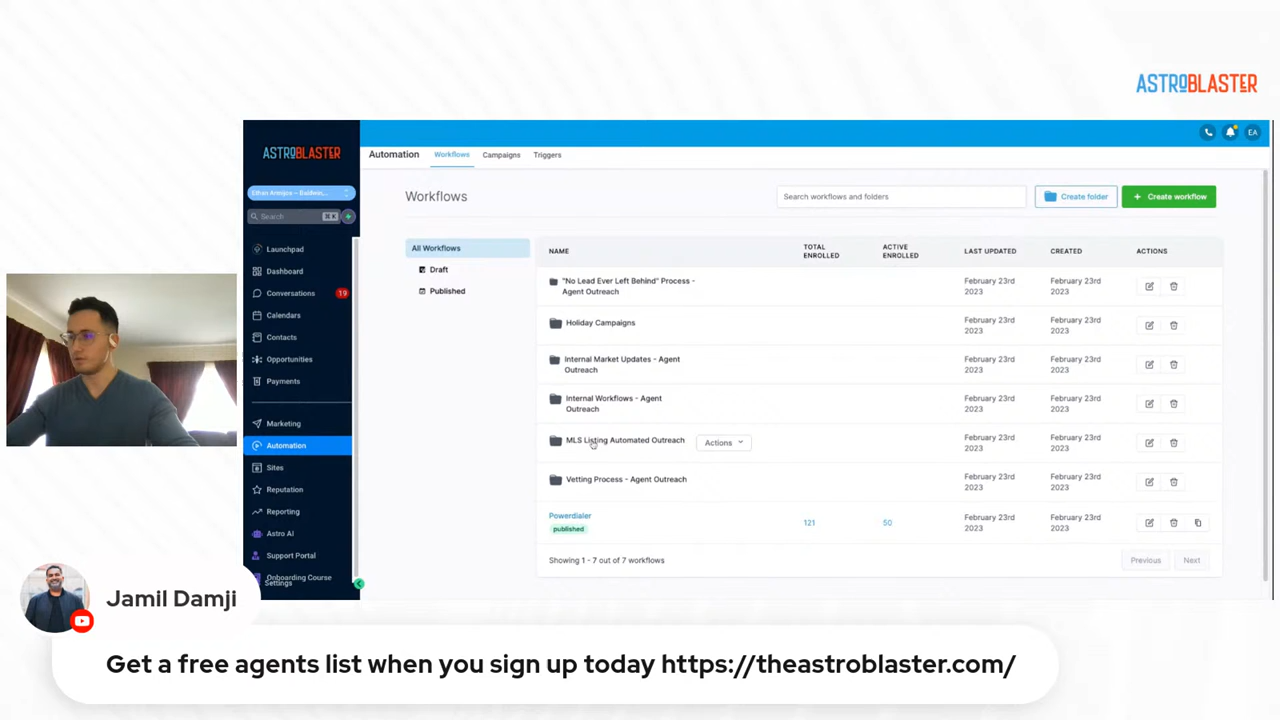 ASTROBLASTER
ASTROBLASTER
Ethan Armijos – Baldwin,...
Search
⌘K
+
Launchpad
Dashboard
Conversations 19
Calendars
Contacts
Opportunities
Payments
Marketing
Automation
Sites
Reputation
Reporting
Astro AI
Support Portal
Onboarding Course
Settings
Automation Workflows Campaigns Triggers
EA
Workflows
Search workflows and folders
Create folder
+ Create workflow
All Workflows
Draft
Published
NAME TOTAL ENROLLED ACTIVE ENROLLED LAST UPDATED CREATED ACTIONS
"No Lead Ever Left Behind" Process -
Agent Outreach
February 23rd 2023 February 23rd 2023
Holiday Campaigns
February 23rd 2023 February 23rd 2023
Internal Market Updates - Agent
Outreach
February 23rd 2023 February 23rd 2023
Internal Workflows - Agent
Outreach
February 23rd 2023 February 23rd 2023
MLS Listing Automated Outreach Actions
February 23rd 2023 February 23rd 2023
Vetting Process - Agent Outreach
February 23rd 2023 February 23rd 2023
Powerdialer
published
121 50 February 23rd 2023 February 23rd 2023
Showing 1 - 7 out of 7 workflows
Previous Next
Jamil Damji
Get a free agents list when you sign up today https://theastroblaster.com/